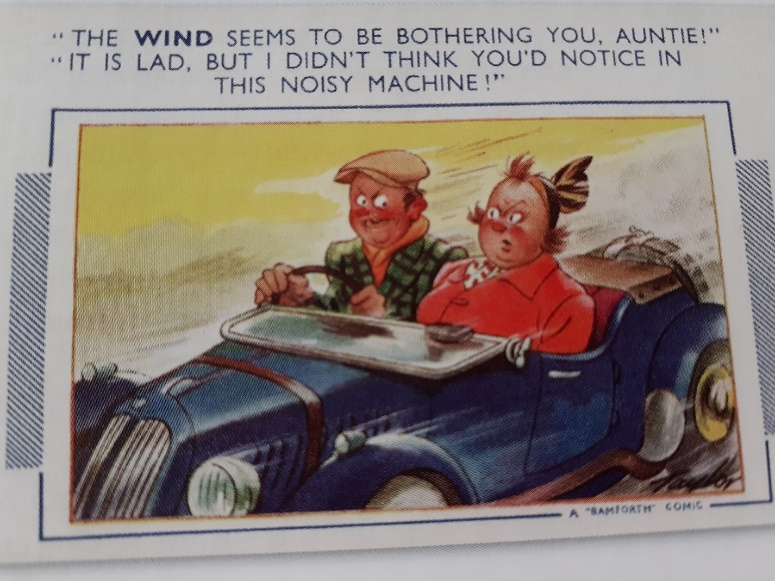 “THE WIND SEEMS TO BE BOTHERING YOU, AUNTIE!”
“IT IS LAD, BUT I DIDN’T THINK YOU’D NOTICE IN
THIS NOISY MACHINE!”
Taylor
A “BAMFORTH” COMIC